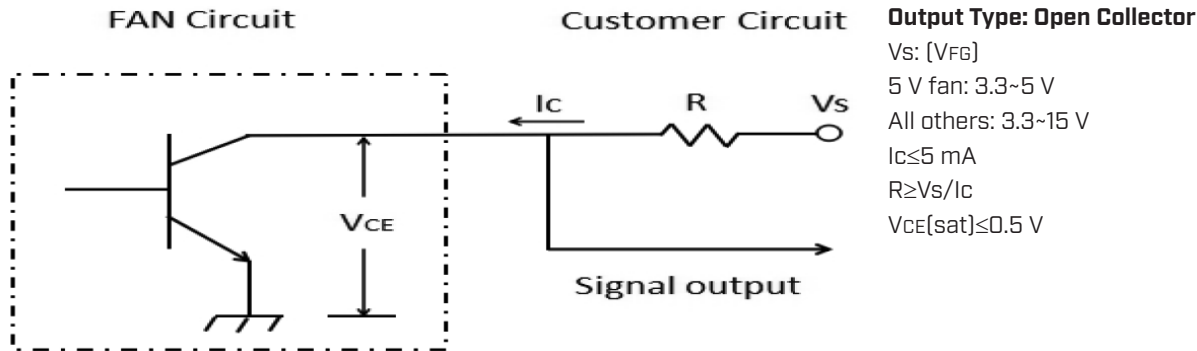 FAN Circuit
Customer Circuit
Ic
R
Vs
VCE
Signal output
Output Type: Open Collector
Vs: (VFG)
5 V fan: 3.3~5 V
All others: 3.3~15 V
Ic≤5 mA
R≥Vs/Ic
VCE(sat)≤0.5 V